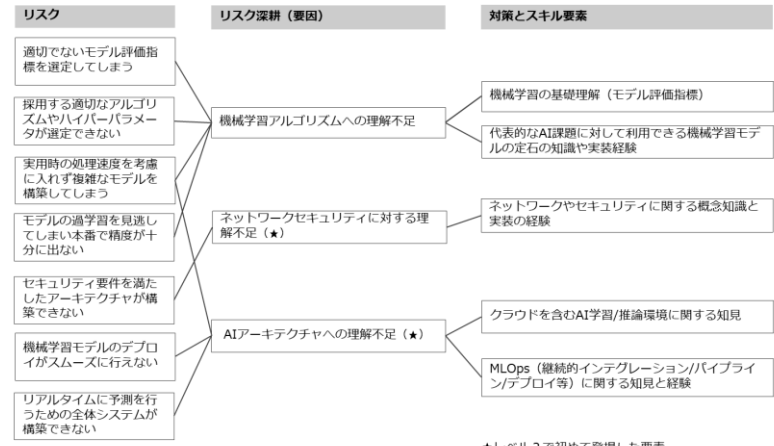 リスク
リスク深耕（要因）
対策とスキル要素
適切でないモデル評価指
標を選定してしまう
採用する適切なアルゴリ
ズムやハイパーパラメー
タが選定できない
実用時の処理速度を考慮
に入れず複雑なモデルを
構築してしまう
モデルの過学習を見逃し
てしまい本番で精度が十
分に出ない
セキュリティ要件を満た
したアーキテクチャが構
築できない
機械学習モデルのデプロ
イがスムーズに行えない
リアルタイムに予測を行
うための全体システムが
構築できない
機械学習アルゴリズムへの理解不足
ネットワークセキュリティに対する理
解不足（★）
AIアーキテクチャへの理解不足（★）
機械学習の基礎理解（モデル評価指標）
代表的なAI課題に対して利用できる機械学習モデ
ルの定石の知識や実装経験
ネットワークやセキュリティに関する概念知識と
実装の経験
クラウドを含むAI学習/推論環境に関する知見
MLOps（継続的インテグレーション/パイプライ
ン/デプロイ等）に関する知見と経験